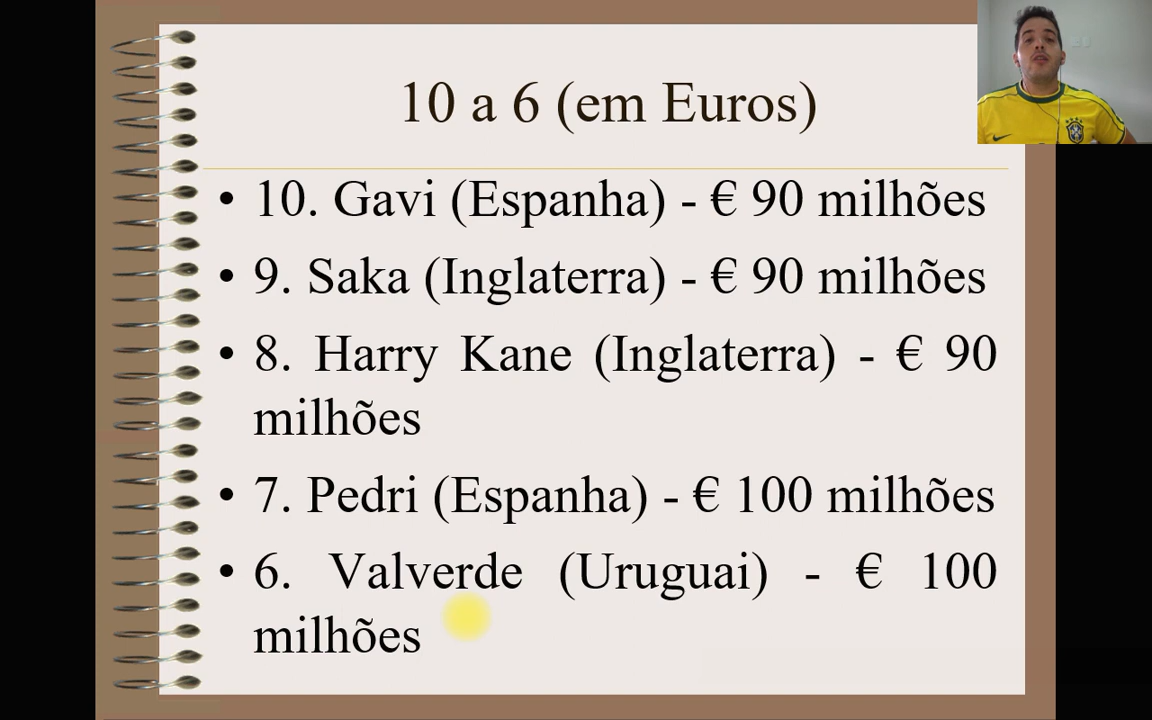 10 a 6 (em Euros)
• 10. Gavi (Espanha) - € 90 milhões
• 9. Saka (Inglaterra) - € 90 milhões
• 8. Harry Kane (Inglaterra) - € 90
milhões
• 7. Pedri (Espanha) - € 100 milhões
• 6. Valverde (Uruguai) - € 100
milhões